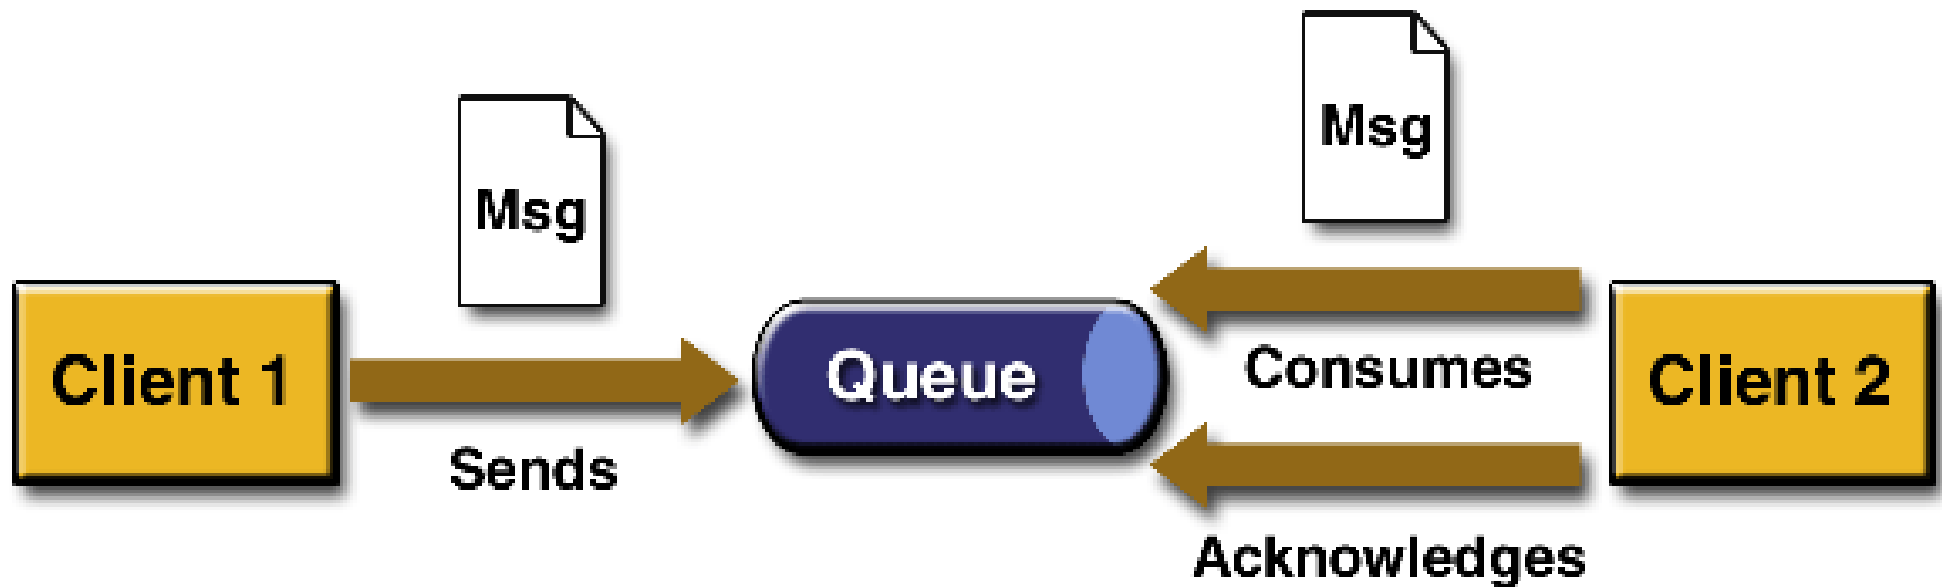 Msg
Msg
Client 1
Sends
Queue
Consumes
Acknowledges
Client 2